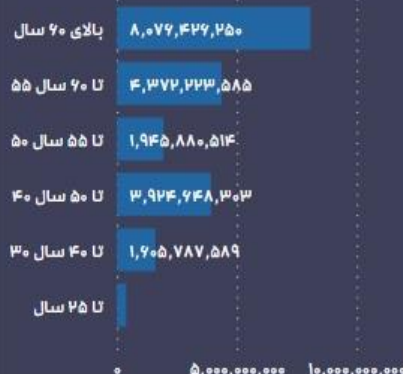 بالای ۶۰ سال ۸,۰۷۶,۴۲۶,۲۵۰
تا ۶۰ سال ۵۵ ۴,۳۷۲,۲۲۳,۵۸۵
تا ۵۵ سال ۵۰ ۱,۹۴۵,۸۸۰,۵۱۴
تا ۵۰ سال ۴۰ ۳,۹۲۴,۶۴۸,۳۰۳
تا ۴۰ سال ۳۰ ۱,۶۰۵,۷۸۷,۵۸۹
تا ۲۵ سال
۰ ۵,۰۰۰,۰۰۰,۰۰۰ ۱۰,۰۰۰,۰۰۰,۰۰۰